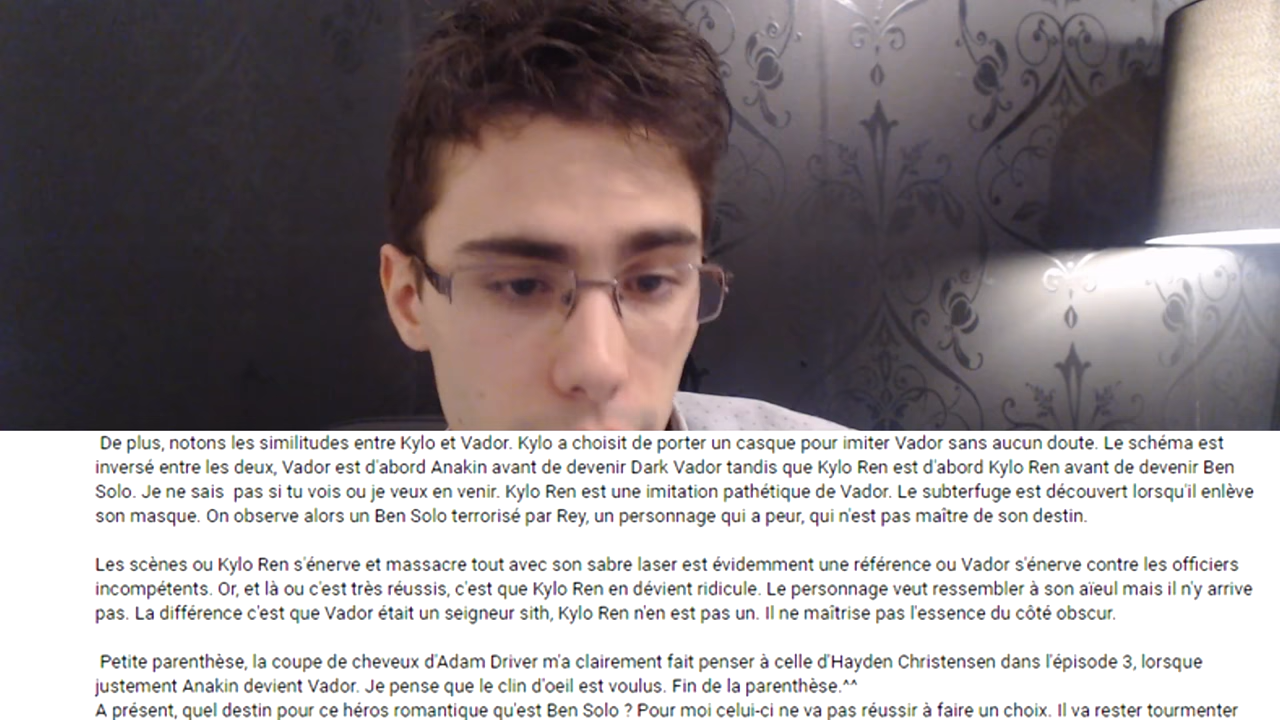 De plus, notons les similitudes entre Kylo et Vador. Kylo a choisit de porter un casque pour imiter Vador sans aucun doute. Le schéma est
inversé entre les deux, Vador est d'abord Anakin avant de devenir Dark Vador tandis que Kylo Ren est d'abord Kylo Ren avant de devenir Ben
Solo. Je ne sais  pas si tu vois ou je veux en venir. Kylo Ren est une imitation pathétique de Vador. Le subterfuge est découvert lorsqu'il enlève
son masque. On observe alors un Ben Solo terrorisé par Rey, un personnage qui a peur, qui n'est pas maître de son destin.
Les scènes ou Kylo Ren s'énerve et massacre tout avec son sabre laser est évidemment une référence ou Vador s'énerve contre les officiers
incompétents. Or, et là ou c'est très réussis, c'est que Kylo Ren en dévient ridicule. Le personnage veut ressembler à son aïeul mais il n'y arrive
pas. La différence c'est que Vador était un seigneur sith, Kylo Ren n'en est pas un. Il ne maîtrise pas l'essence du côté obscur.
Petite parenthèse, la coupe de cheveux d'Adam Driver m'a clairement fait penser à celle d'Hayden Christensen dans l'épisode 3, lorsque
justement Anakin devient Vador. Je pense que le clin d'oeil est voulus. Fin de la parenthèse.^^
A présent, quel destin pour ce héros romantique qu'est Ben Solo ? Pour moi celui-ci ne va pas réussir à faire un choix. Il va rester tourmenter